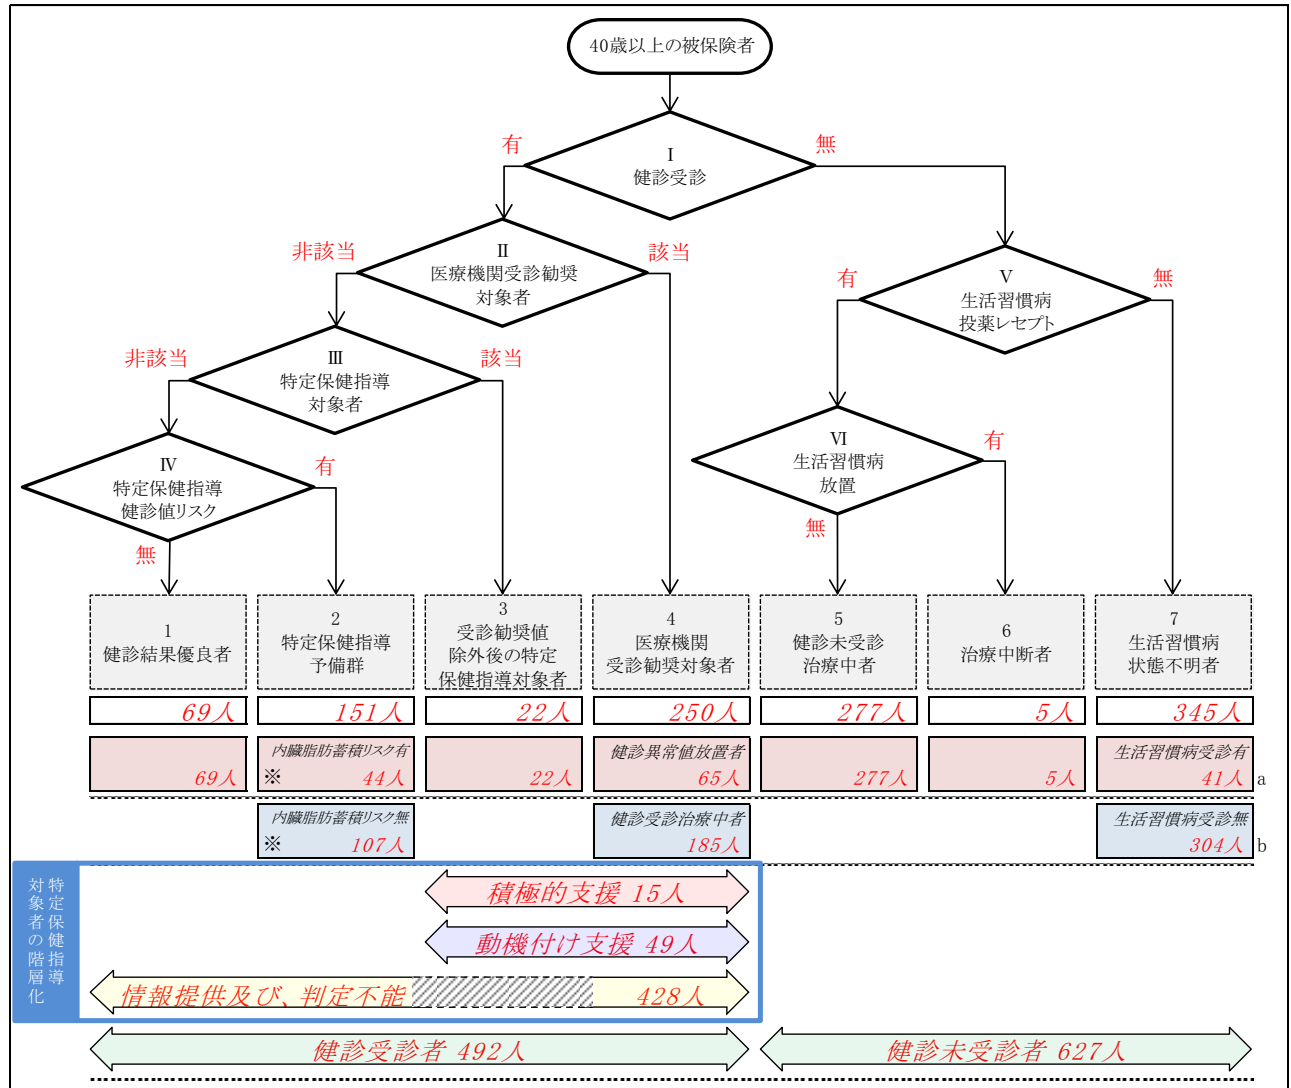 40歳以上の被保険者
有
Ⅰ
健診受診
無
非該当
Ⅱ
医療機関受診勧奨
対象者
該当
有
Ⅴ
生活習慣病
投薬レセプト
無
非該当
Ⅲ
特定保健指導
対象者
該当
Ⅳ
特定保健指導
健診値リスク
有
無
Ⅵ
生活習慣病
放置
有
無
1
健診結果優良者
2
特定保健指導
予備群
3
受診勧奨値
除外後の特定
保健指導対象者
4
医療機関
受診勧奨対象者
5
健診未受診
治療中者
6
治療中断者
7
生活習慣病
状態不明者
69人
151人
22人
250人
277人
5人
345人
69人
内臓脂肪蓄積リスク有
※ 44人
22人
健診異常値放置者
65人
277人
5人
生活習慣病受診有
41人
a
内臓脂肪蓄積リスク無
※ 107人
健診受診治療中者
185人
生活習慣病受診無
304人
b
特定保健指導
対象者の階層化
積極的支援 15人
動機付け支援 49人
情報提供及び、判定不能 428人
健診受診者 492人
健診未受診者 627人